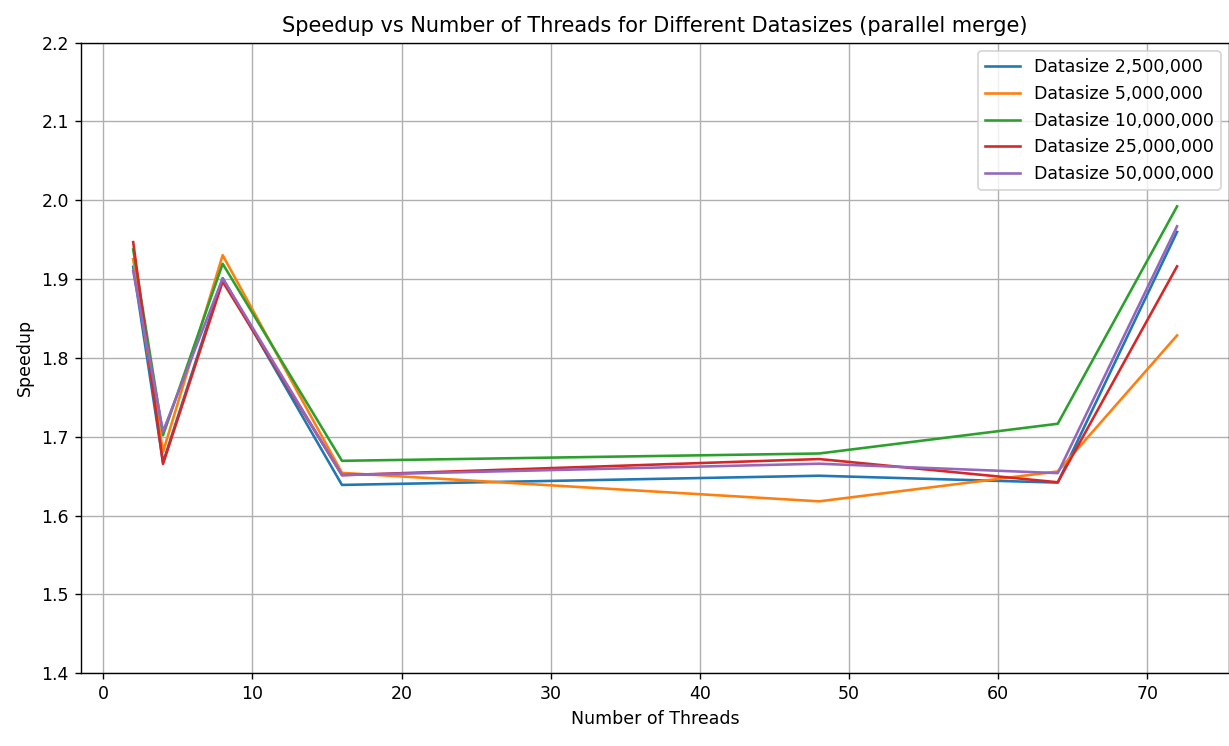 Speedup vs Number of Threads for Different Datasizes (parallel merge)
2.2
2.1
2.0
1.9
1.8
1.7
1.6
1.5
1.4
Speedup
Datasize 2,500,000
Datasize 5,000,000
Datasize 10,000,000
Datasize 25,000,000
Datasize 50,000,000
0 10 20 30 40 50 60 70
Number of Threads